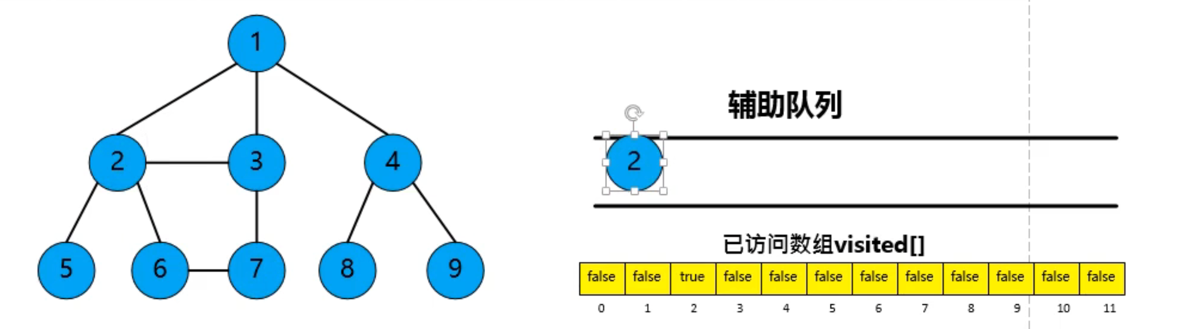 1
2 3 4
5 6 7 8 9
辅助队列
2
已访问数组visited[]
false false true false false false false false false false false false
0 1 2 3 4 5 6 7 8 9 10 11